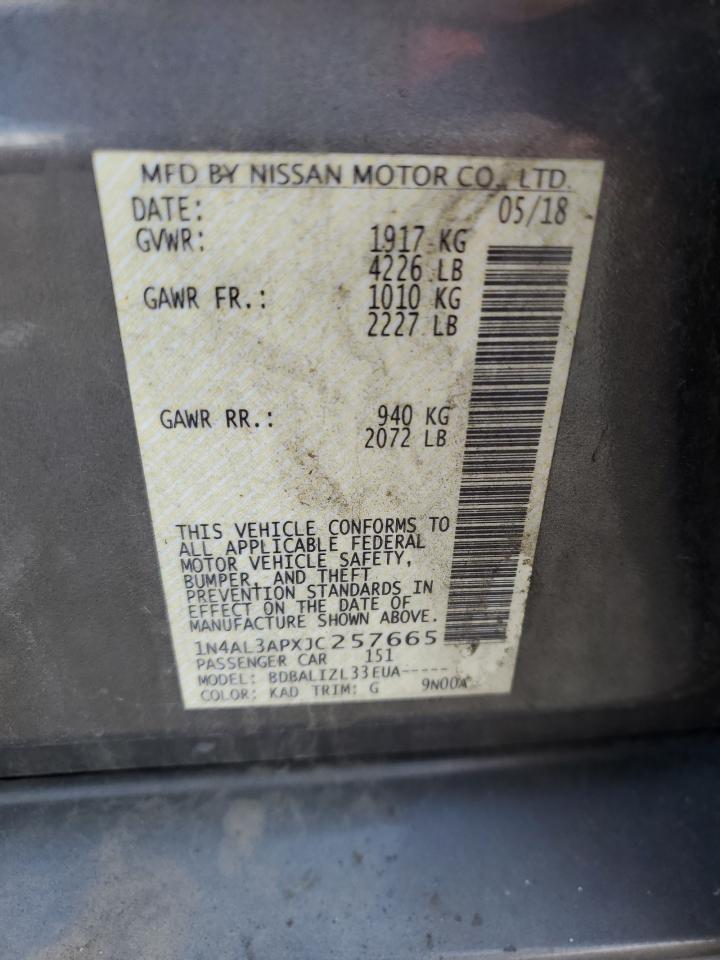 MFD BY NISSAN MOTOR CO., LTD.
DATE: 05/18
GVWR: 1917 KG
4226 LB
GAWR FR.: 1010 KG
2227 LB
GAWR RR.: 940 KG
2072 LB
THIS VEHICLE CONFORMS TO
ALL APPLICABLE FEDERAL
MOTOR VEHICLE SAFETY,
BUMPER, AND THEFT
PREVENTION STANDARDS IN
EFFECT ON THE DATE OF
MANUFACTURE SHOWN ABOVE.
1N4AL3APXJC257665
PASSENGER CAR 151
MODEL: BDBALIZL33EUA-----
COLOR: KAD TRIM: G 9N00A